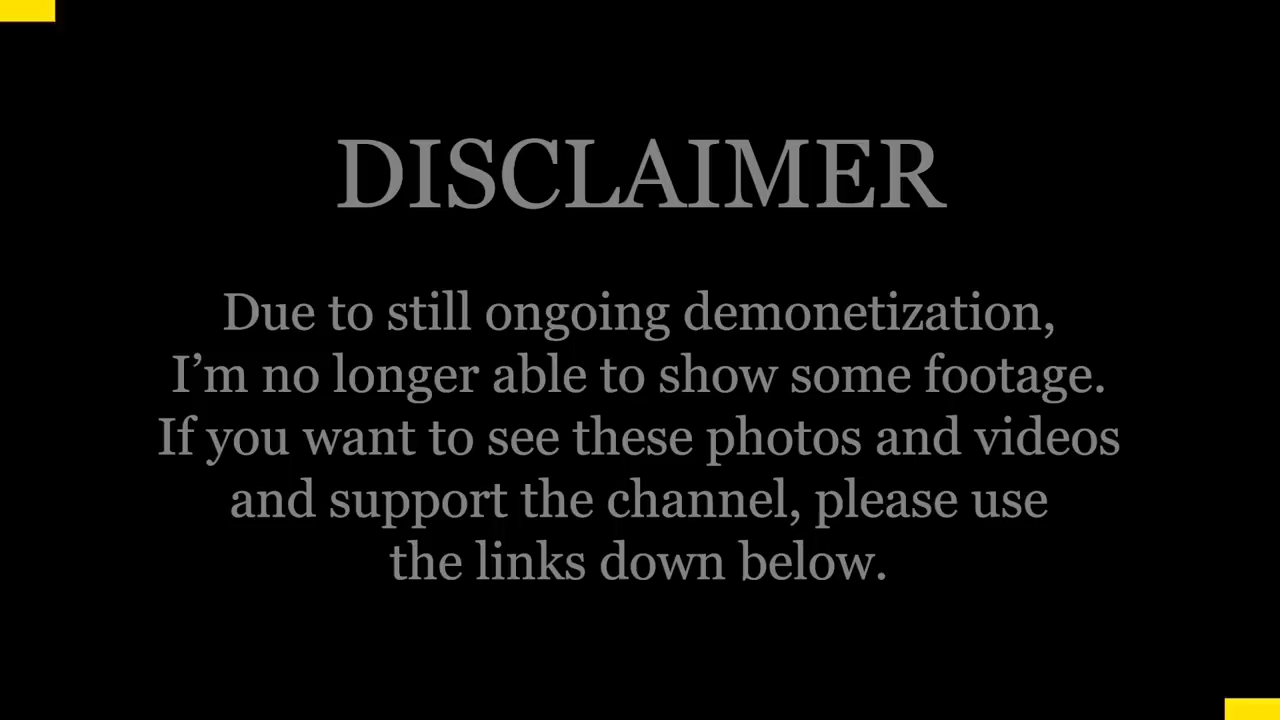 DISCLAIMER
Due to still ongoing demonetization,
I’m no longer able to show some footage.
If you want to see these photos and videos
and support the channel, please use
the links down below.